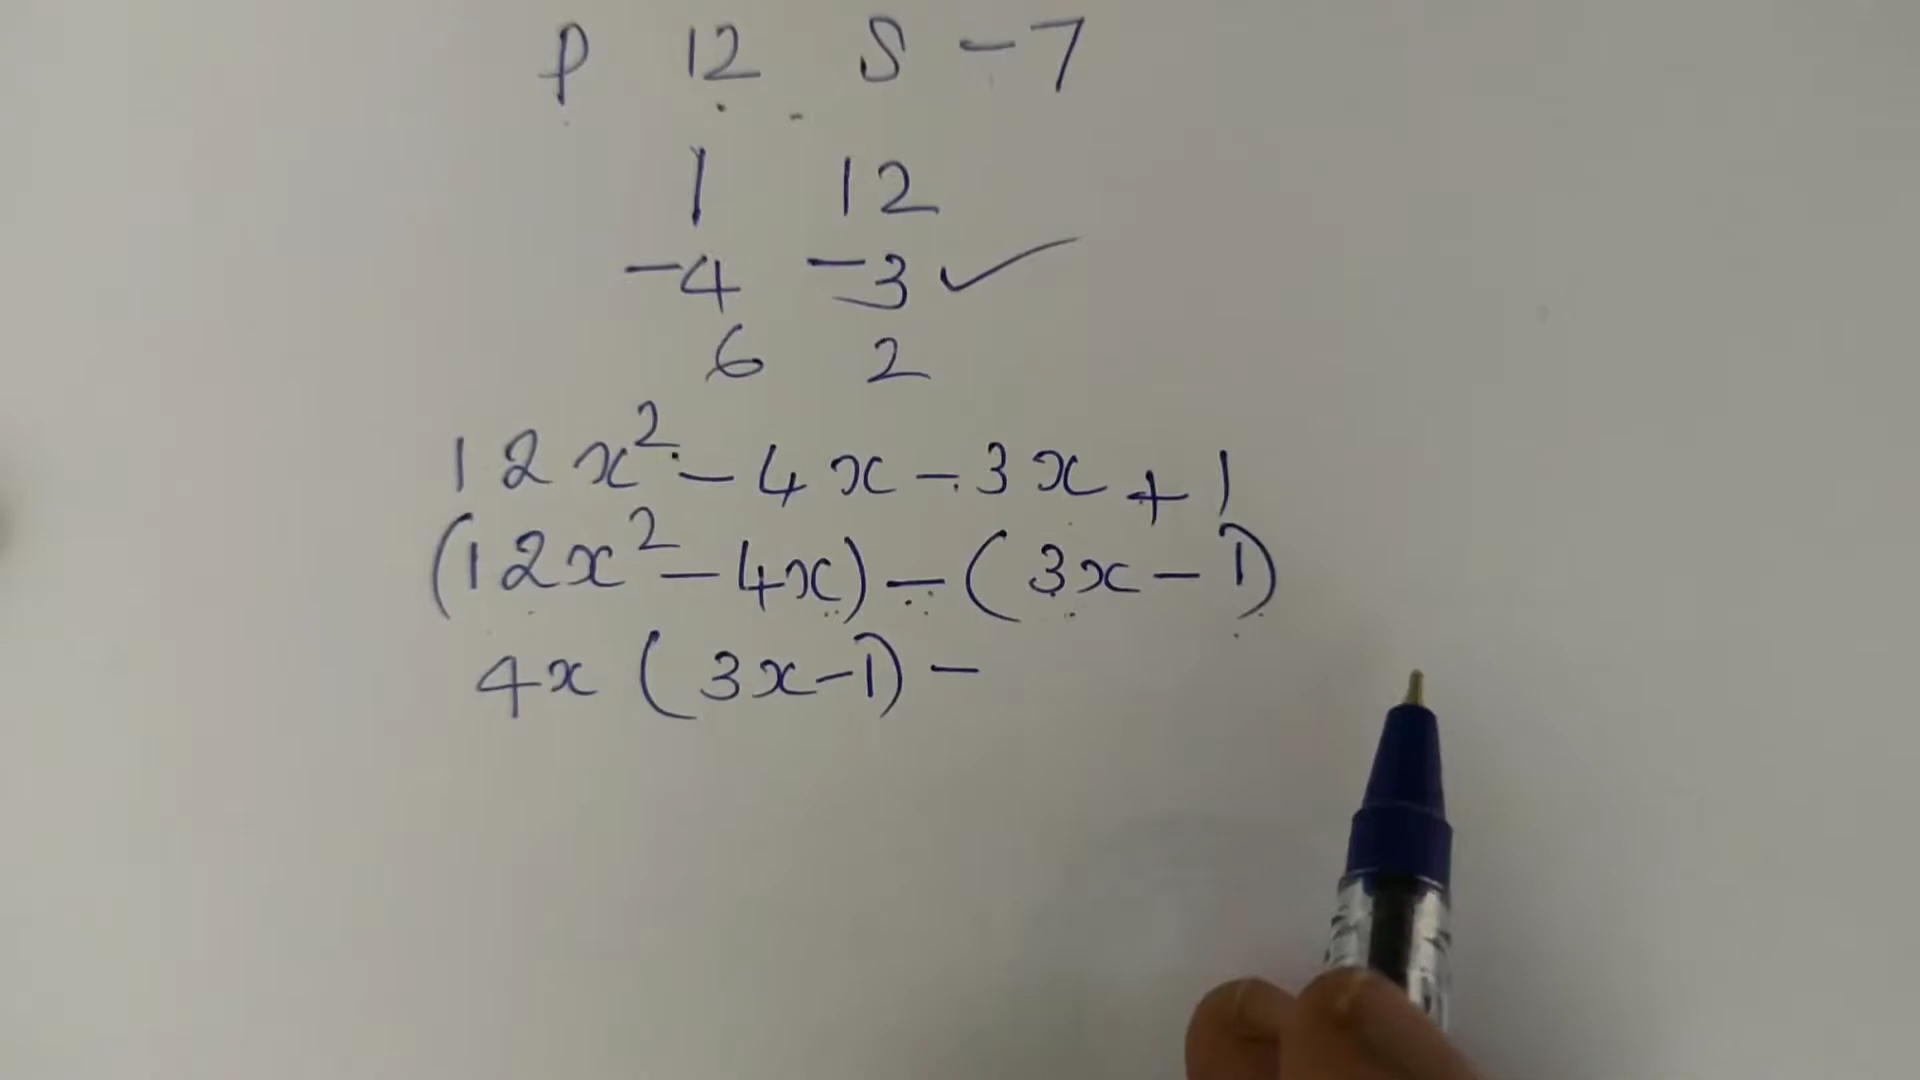 P 12 S -7
1 12
-4 -3 ✓
6 2
12x² - 4x - 3x + 1
(12x² - 4x) - (3x - 1)
4x (3x - 1) -